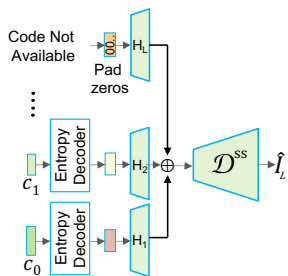 Code Not
Available
00..
H_L
Pad
zeros
....
c_1
Entropy
Decoder
H_2
⊕
𝒟^ss
Î_L
c_0
Entropy
Decoder
H_1